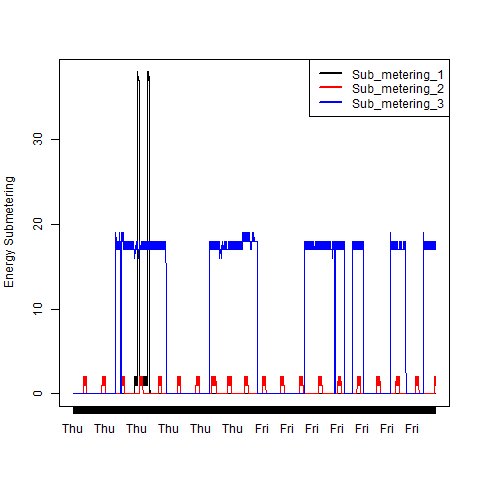 Sub_metering_1
Sub_metering_2
Sub_metering_3
Energy Submetering
30
20
10
0
Thu Thu Thu Thu Thu Thu Fri Fri Fri Fri Fri Fri Fri